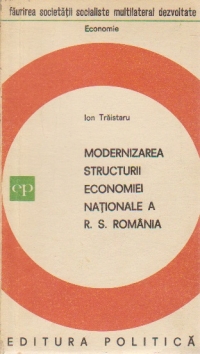 făurirea societății socialiste multilateral dezvoltate
Economie
Ion Trăistaru
MODERNIZAREA
STRUCTURII
ECONOMIEI
NAȚIONALE A
R. S. ROMÂNIA
ep
EDITURA POLITICĂ